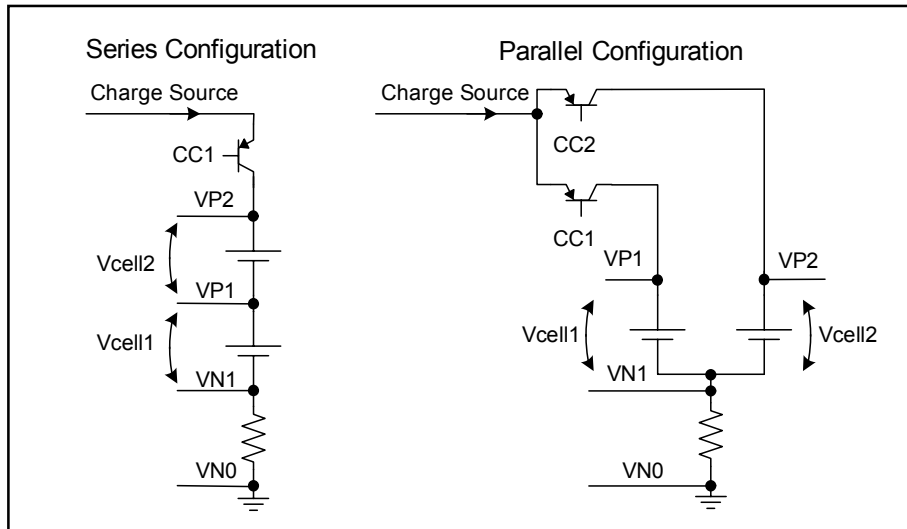 Series Configuration
Charge Source
CC1
VP2
Vcell2
VP1
Vcell1
VN1
VN0
Parallel Configuration
Charge Source
CC2
CC1
VP1
VP2
Vcell1
Vcell2
VN1
VN0